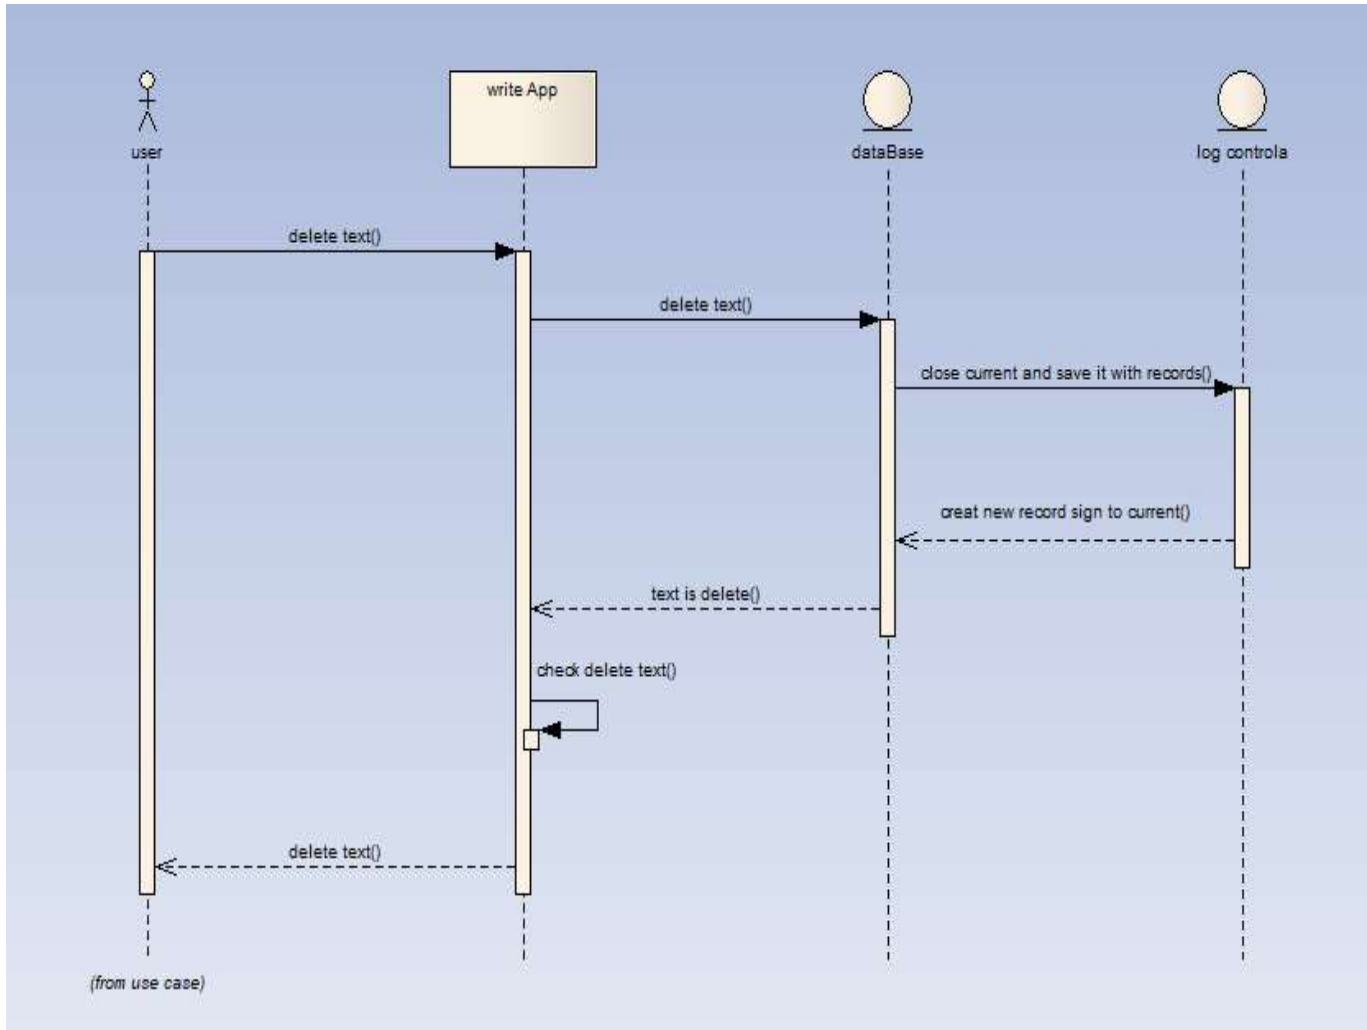 user
write App
dataBase
log controla
delete text()
delete text()
close current and save it with records()
creat new record sign to current()
text is delete()
check delete text()
delete text()
(from use case)